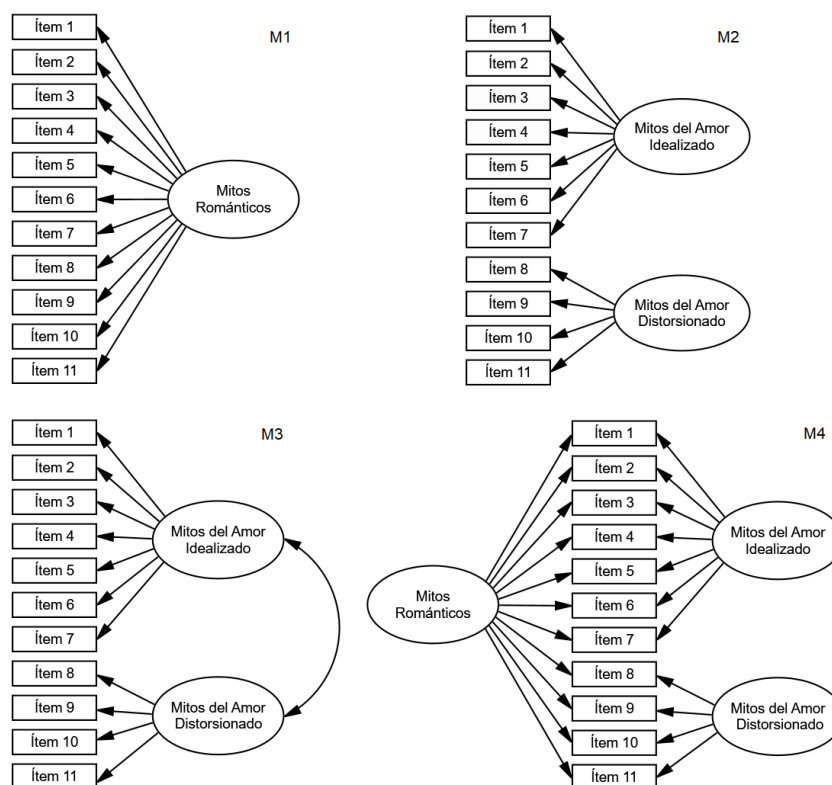 M1
Ítem 1
Ítem 2
Ítem 3
Ítem 4
Ítem 5
Ítem 6
Ítem 7
Ítem 8
Ítem 9
Ítem 10
Ítem 11
Mitos
Románticos
M2
Ítem 1
Ítem 2
Ítem 3
Ítem 4
Ítem 5
Ítem 6
Ítem 7
Ítem 8
Ítem 9
Ítem 10
Ítem 11
Mitos del Amor
Idealizado
Mitos del Amor
Distorsionado
M3
Ítem 1
Ítem 2
Ítem 3
Ítem 4
Ítem 5
Ítem 6
Ítem 7
Ítem 8
Ítem 9
Ítem 10
Ítem 11
Mitos del Amor
Idealizado
Mitos del Amor
Distorsionado
M4
Mitos
Románticos
Ítem 1
Ítem 2
Ítem 3
Ítem 4
Ítem 5
Ítem 6
Ítem 7
Ítem 8
Ítem 9
Ítem 10
Ítem 11
Mitos del Amor
Idealizado
Mitos del Amor
Distorsionado